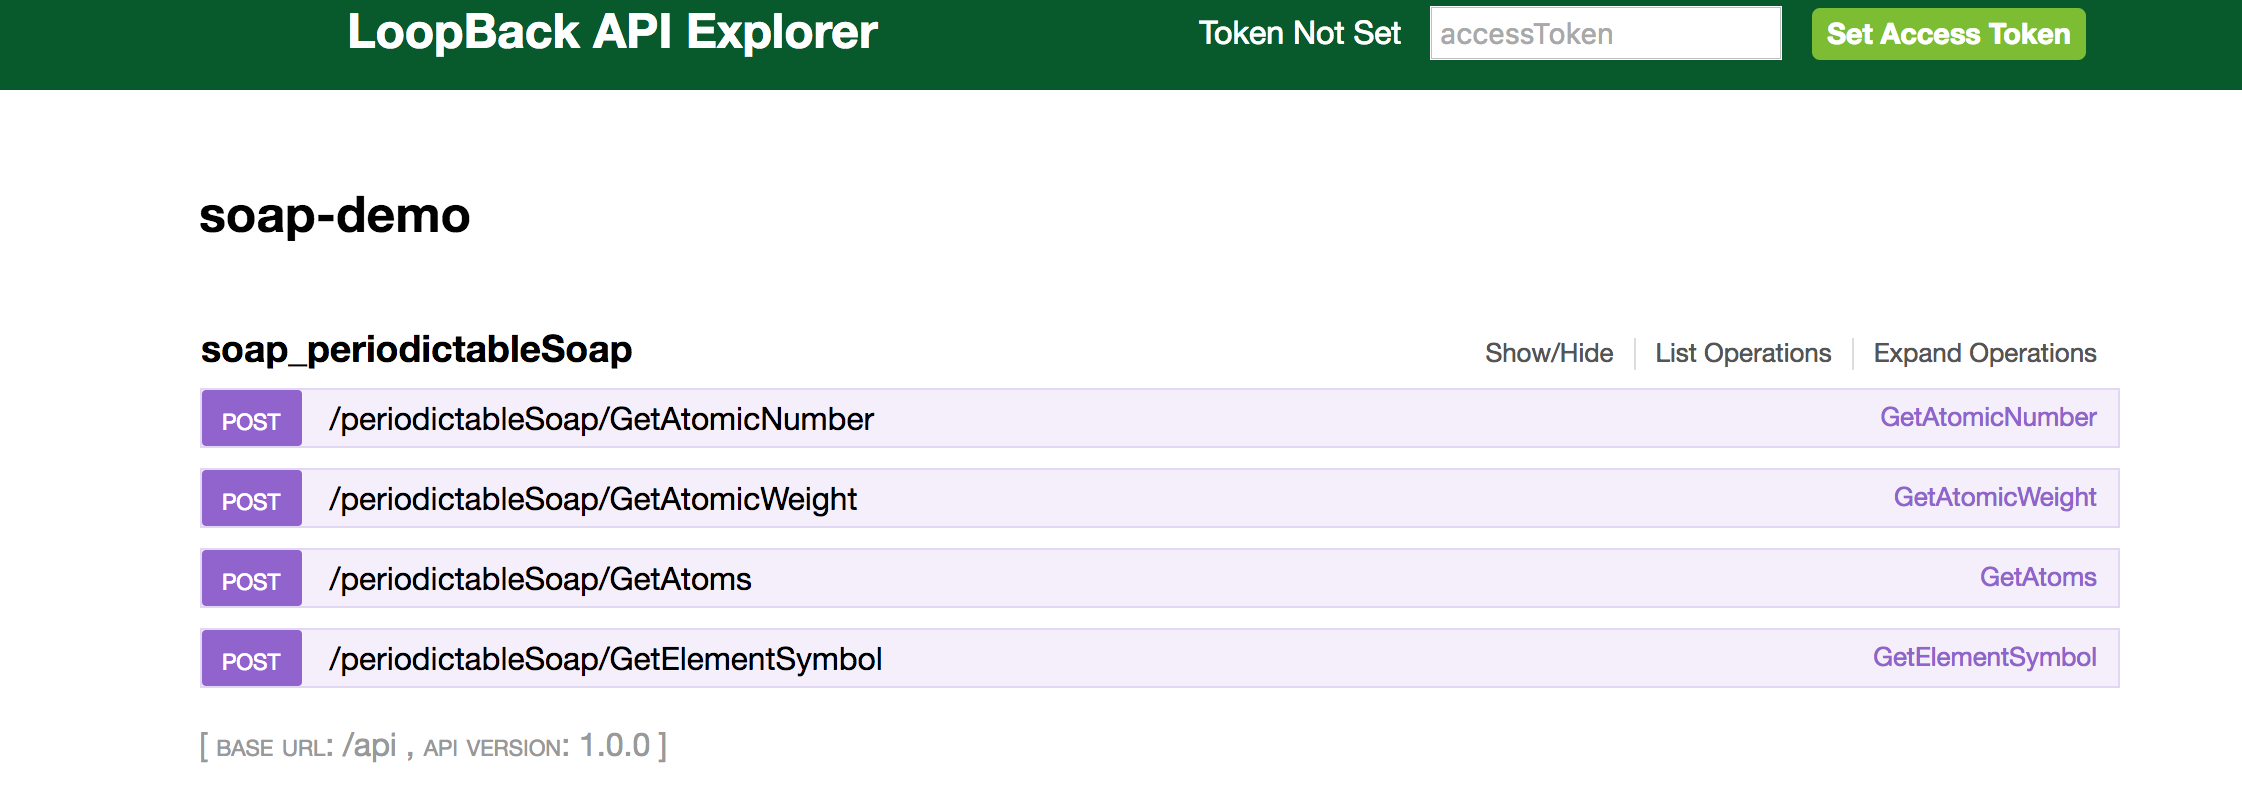 LoopBack API Explorer Token Not Set accessToken Set Access Token
soap-demo
soap_periodictableSoap Show/Hide List Operations Expand Operations
POST /periodictableSoap/GetAtomicNumber GetAtomicNumber
POST /periodictableSoap/GetAtomicWeight GetAtomicWeight
POST /periodictableSoap/GetAtoms GetAtoms
POST /periodictableSoap/GetElementSymbol GetElementSymbol
[ BASE URL: /api , API VERSION: 1.0.0 ]